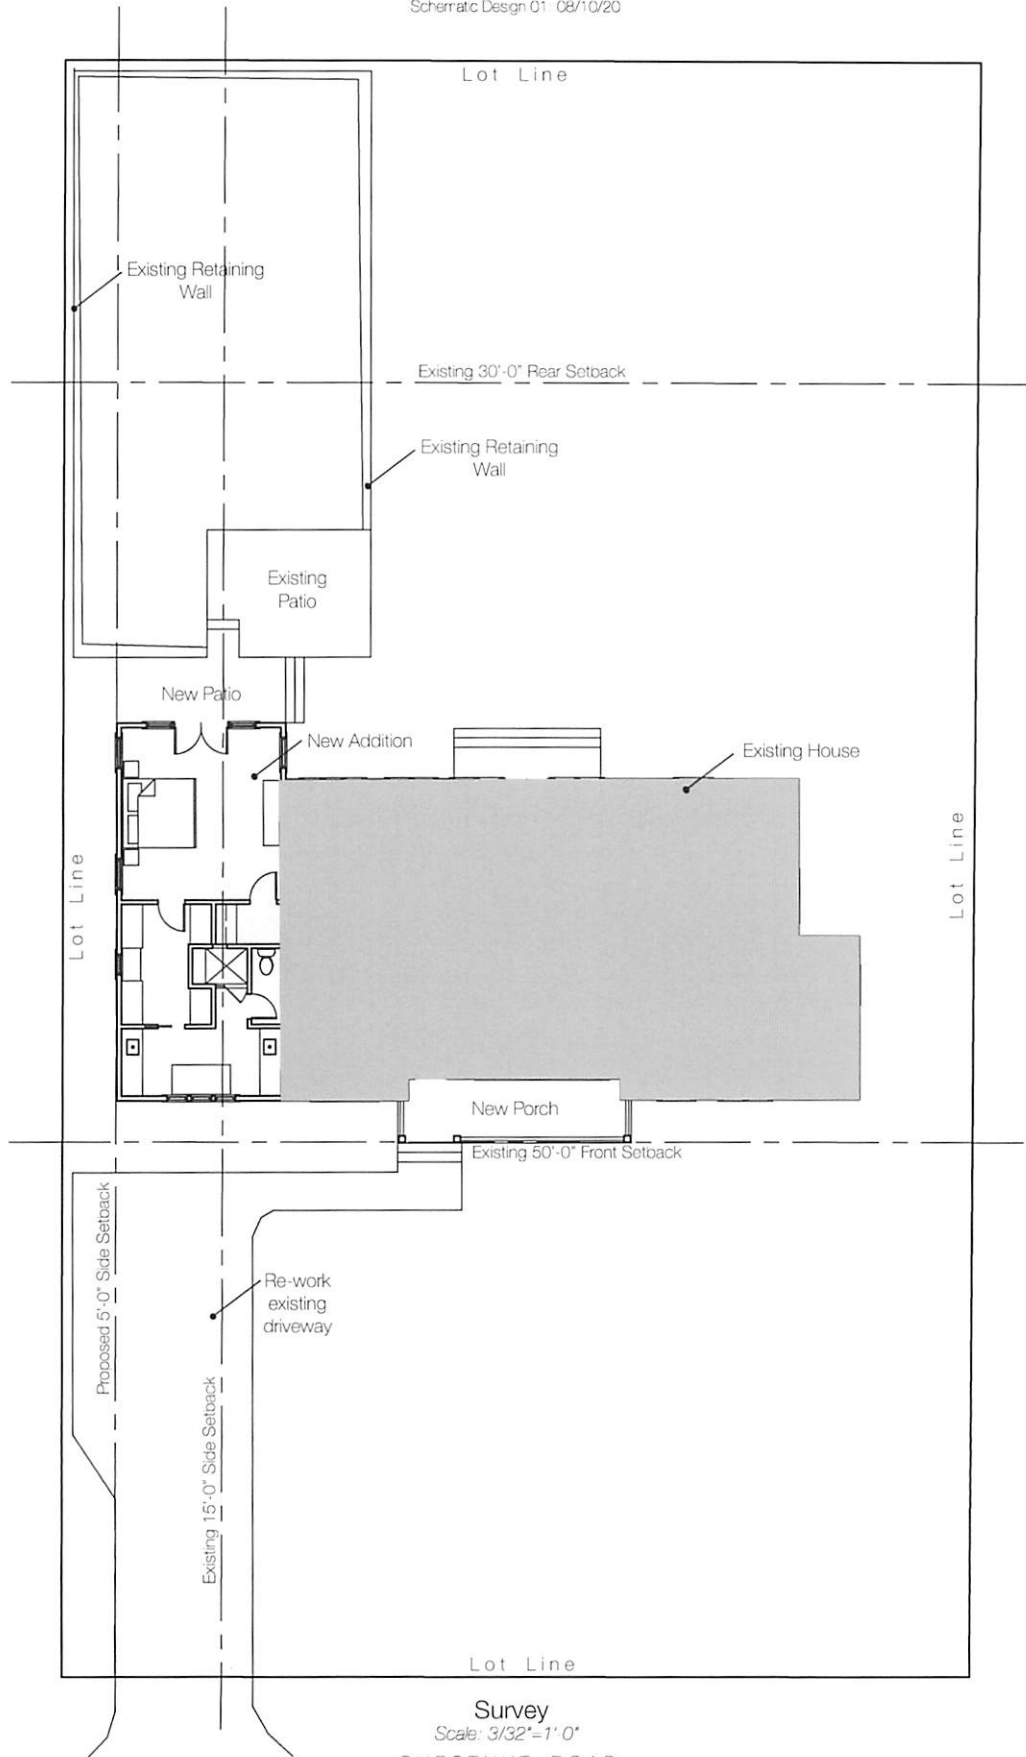 Schematic Design 01: 08/10/20
Lot Line
Existing Retaining
Wall
Existing 30'-0" Rear Setback
Existing Retaining
Wall
Existing
Patio
New Patio
New Addition
Existing House
Lot Line
Lot Line
New Porch
Existing 50'-0" Front Setback
Proposed 5'-0" Side Setback
Re-work
existing
driveway
Existing 15'-0" Side Setback
Lot Line
Survey
Scale: 3/32"=1'-0"